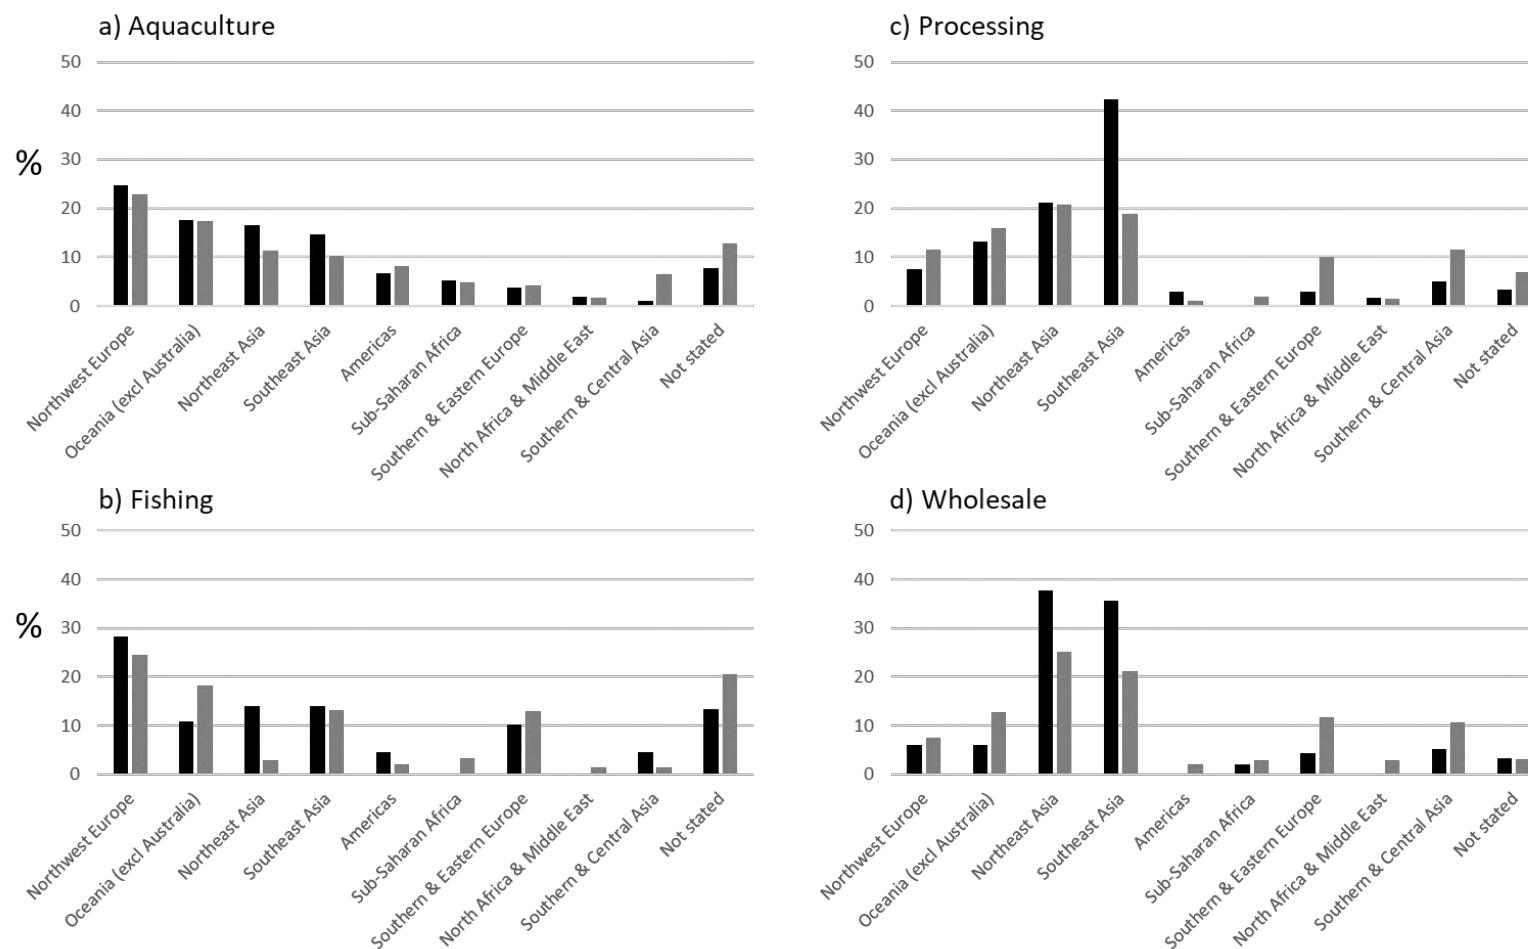 a) Aquaculture
%
50
40
30
20
10
0
Northwest Europe
Oceania (excl Australia)
Northeast Asia
Southeast Asia
Americas
Sub-Saharan Africa
Southern & Eastern Europe
North Africa & Middle East
Southern & Central Asia
Not stated
c) Processing
50
40
30
20
10
0
Northwest Europe
Oceania (excl Australia)
Northeast Asia
Southeast Asia
Americas
Sub-Saharan Africa
Southern & Eastern Europe
North Africa & Middle East
Southern & Central Asia
Not stated
b) Fishing
%
50
40
30
20
10
0
Northwest Europe
Oceania (excl Australia)
Northeast Asia
Southeast Asia
Americas
Sub-Saharan Africa
Southern & Eastern Europe
North Africa & Middle East
Southern & Central Asia
Not stated
d) Wholesale
50
40
30
20
10
0
Northwest Europe
Oceania (excl Australia)
Northeast Asia
Southeast Asia
Americas
Sub-Saharan Africa
Southern & Eastern Europe
North Africa & Middle East
Southern & Central Asia
Not stated